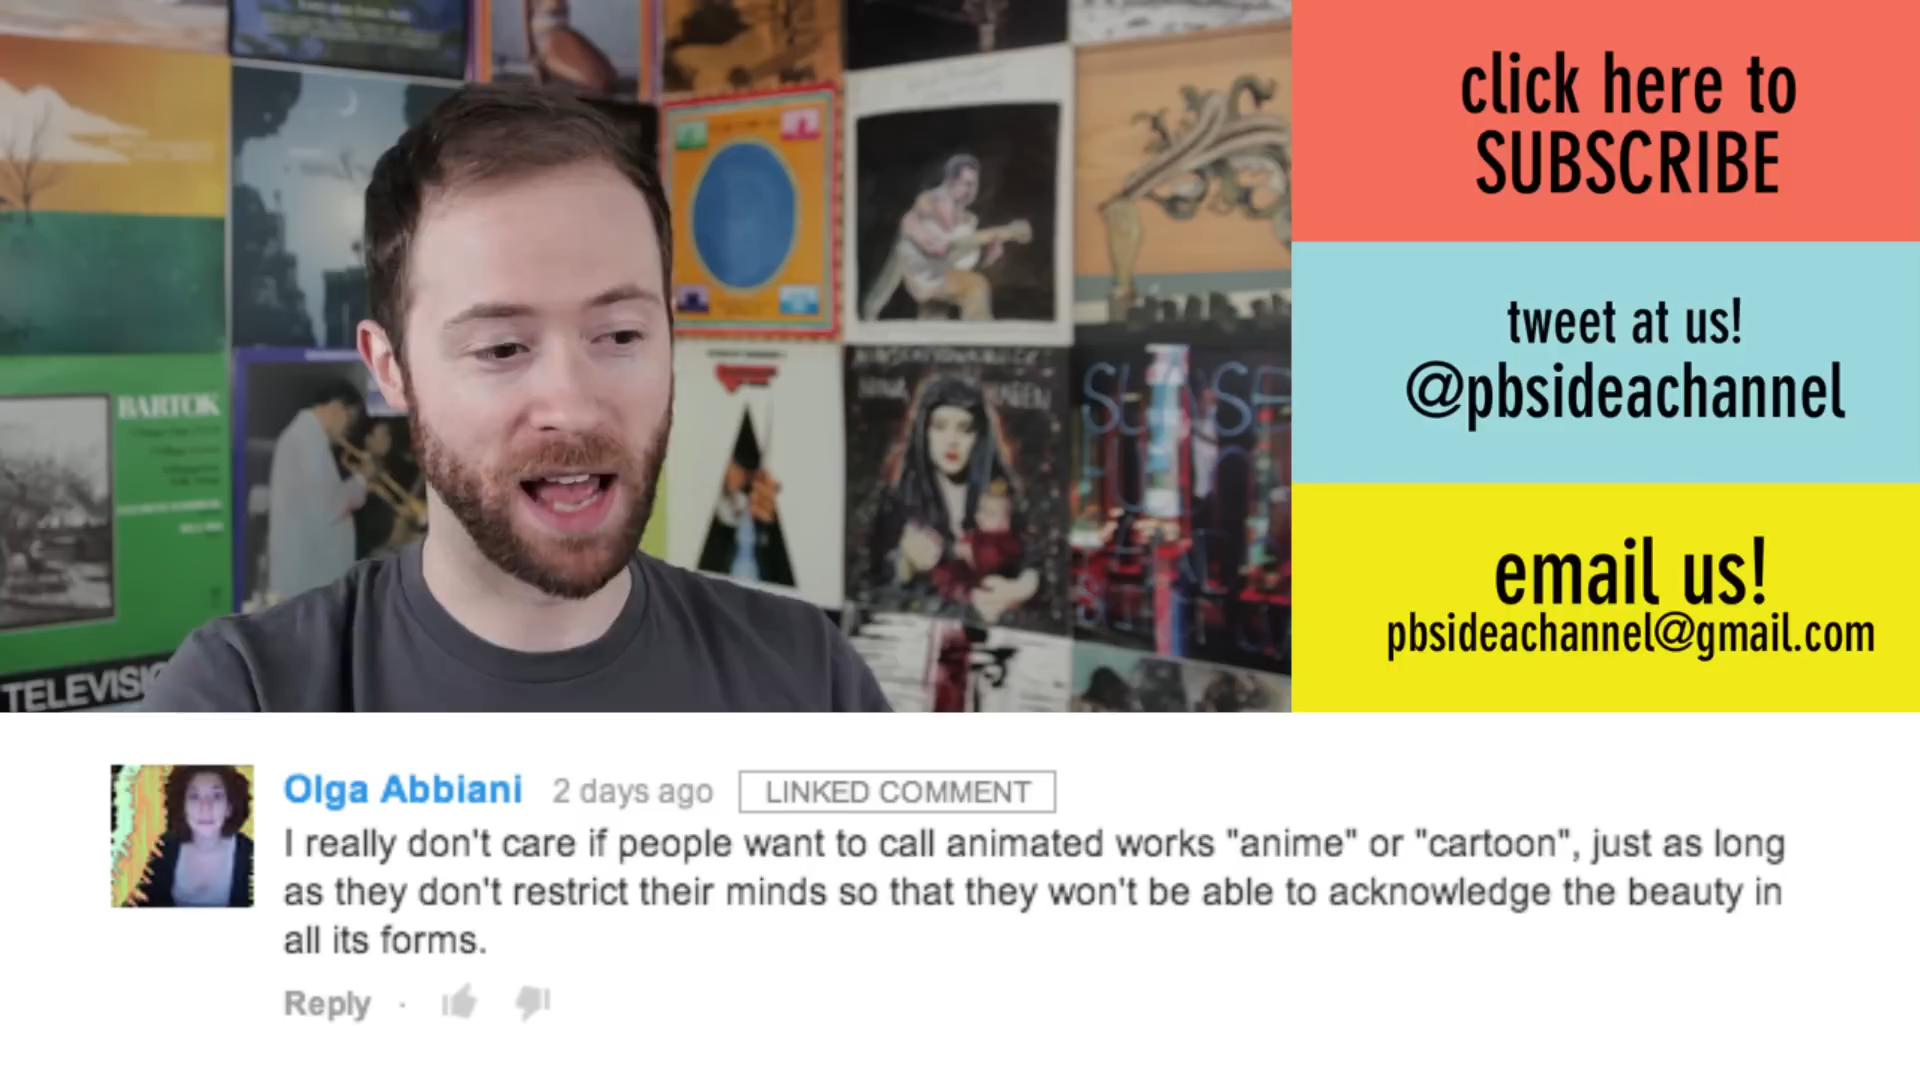 click here to
SUBSCRIBE
tweet at us!
@pbsideachannel
email us!
pbsideachannel@gmail.com
BARTOK
TELEVISI
SUNSE
Olga Abbiani 2 days ago LINKED COMMENT
I really don't care if people want to call animated works "anime" or "cartoon", just as long
as they don't restrict their minds so that they won't be able to acknowledge the beauty in
all its forms.
Reply ·